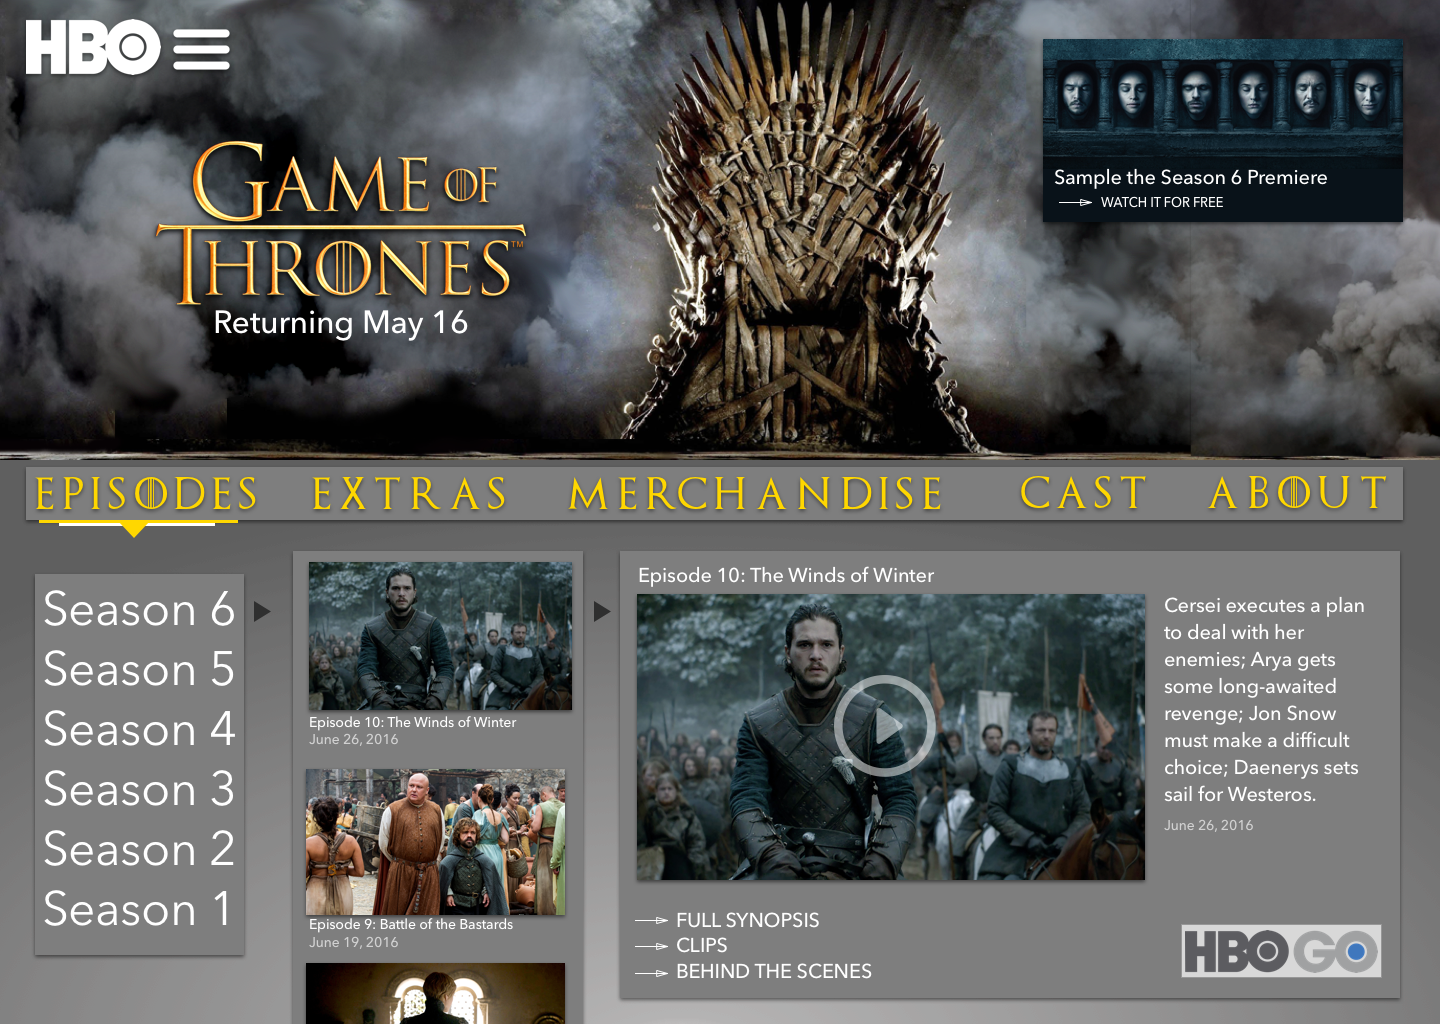 HBO
GAME OF
THRONES™
Returning May 16
Sample the Season 6 Premiere
WATCH IT FOR FREE
EPISODES EXTRAS MERCHANDISE CAST ABOUT
Season 6
Season 5
Season 4
Season 3
Season 2
Season 1
Episode 10: The Winds of Winter
June 26, 2016
Episode 9: Battle of the Bastards
June 19, 2016
Episode 10: The Winds of Winter
Cersei executes a plan
to deal with her
enemies; Arya gets
some long-awaited
revenge; Jon Snow
must make a difficult
choice; Daenerys sets
sail for Westeros.
June 26, 2016
FULL SYNOPSIS
CLIPS
BEHIND THE SCENES
HBO GO